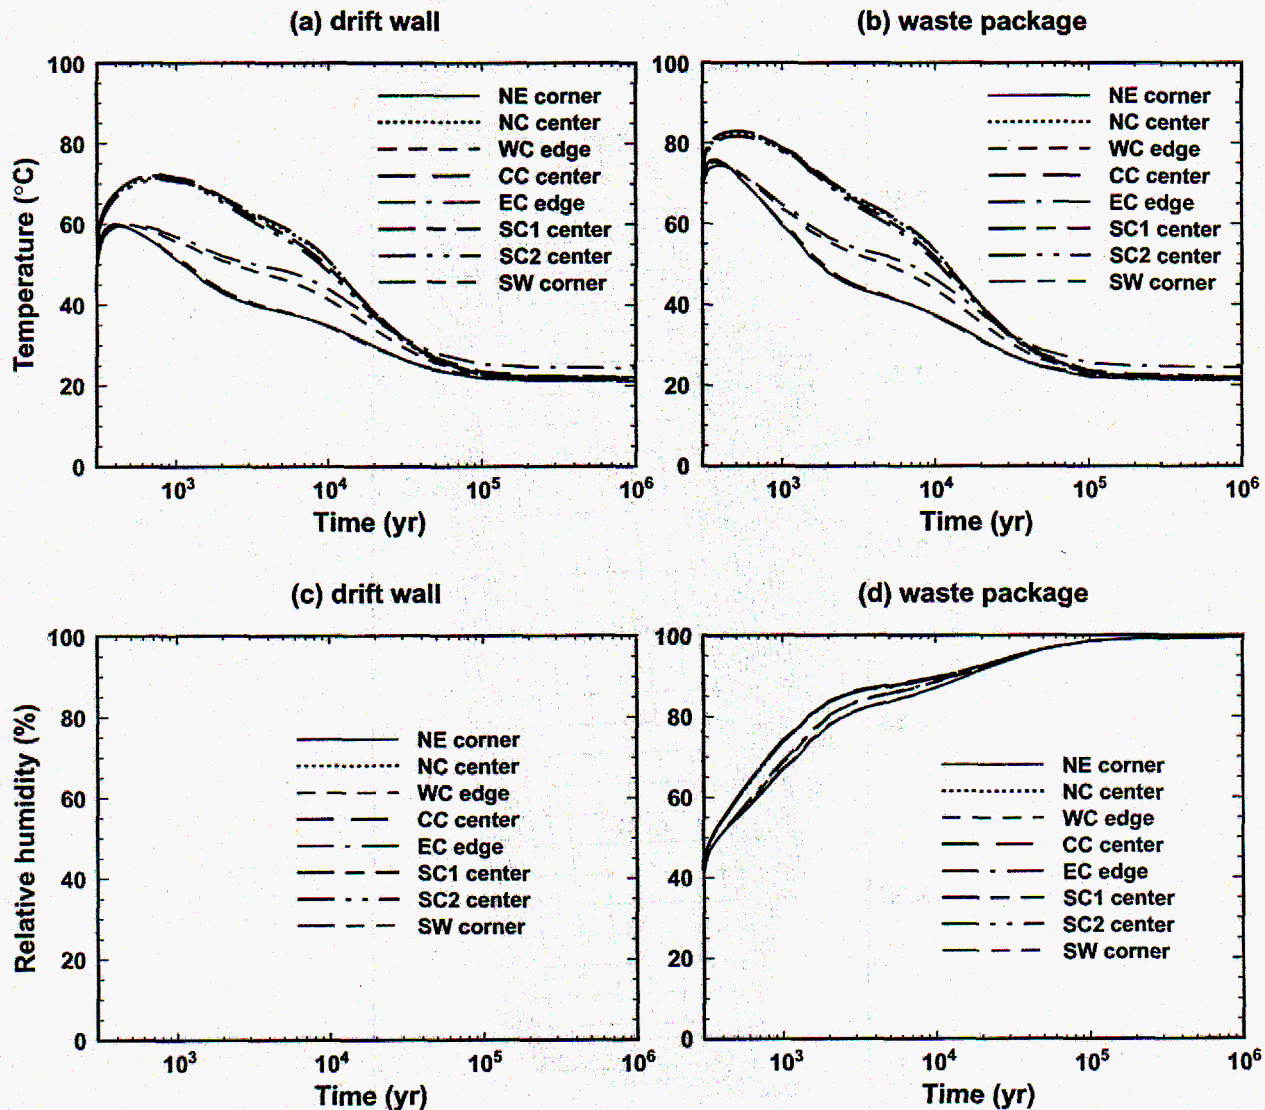 (a) drift wall
100
80
60
40
20
0
Temperature (°C)
NE corner
NC center
WC edge
CC center
EC edge
SC1 center
SC2 center
SW corner
10³
10⁴
10⁵
10⁶
Time (yr)
(b) waste package
100
80
60
40
20
0
NE corner
NC center
WC edge
CC center
EC edge
SC1 center
SC2 center
SW corner
10³
10⁴
10⁵
10⁶
Time (yr)
(c) drift wall
100
80
60
40
20
0
Relative humidity (%)
NE corner
NC center
WC edge
CC center
EC edge
SC1 center
SC2 center
SW corner
10³
10⁴
10⁵
10⁶
Time (yr)
(d) waste package
100
80
60
40
20
0
NE corner
NC center
WC edge
CC center
EC edge
SC1 center
SC2 center
SW corner
10³
10⁴
10⁵
10⁶
Time (yr)